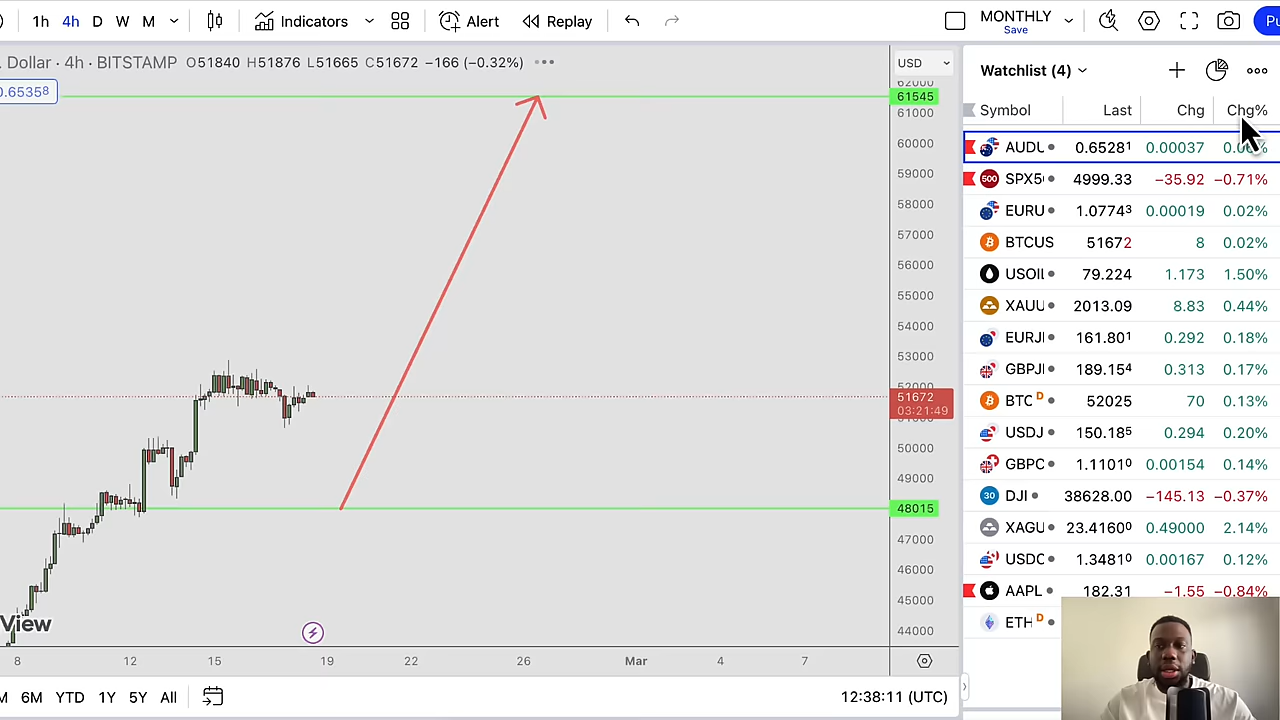 1h 4h D W M Indicators Alert Replay MONTHLY Save
Dollar · 4h · BITSTAMP O51840 H51876 L51665 C51672 −166 (−0.32%)
0.65358
USD
62000
61545
61000
60000
59000
58000
57000
56000
55000
54000
53000
52000
51672
03:21:49
50000
49000
48015
47000
46000
45000
44000
View
8 12 15 19 22 26 Mar 4 7
6M YTD 1Y 5Y All
12:38:11 (UTC)
Watchlist (4)
Symbol Last Chg Chg%
AUDU 0.65281 0.00037
SPX5 4999.33 −35.92 −0.71%
EURU 1.07743 0.00019 0.02%
BTCUS 51672 8 0.02%
USOIL 79.224 1.173 1.50%
XAUU 2013.09 8.83 0.44%
EURJ 161.801 0.292 0.18%
GBPJ 189.154 0.313 0.17%
BTC D 52025 70 0.13%
USDJ 150.185 0.294 0.20%
GBPC 1.11010 0.00154 0.14%
30 DJI 38628.00 −145.13 −0.37%
XAGU 23.41600 0.49000 2.14%
USDC 1.34810 0.00167 0.12%
AAPL 182.31 −1.55 −0.84%
ETH D